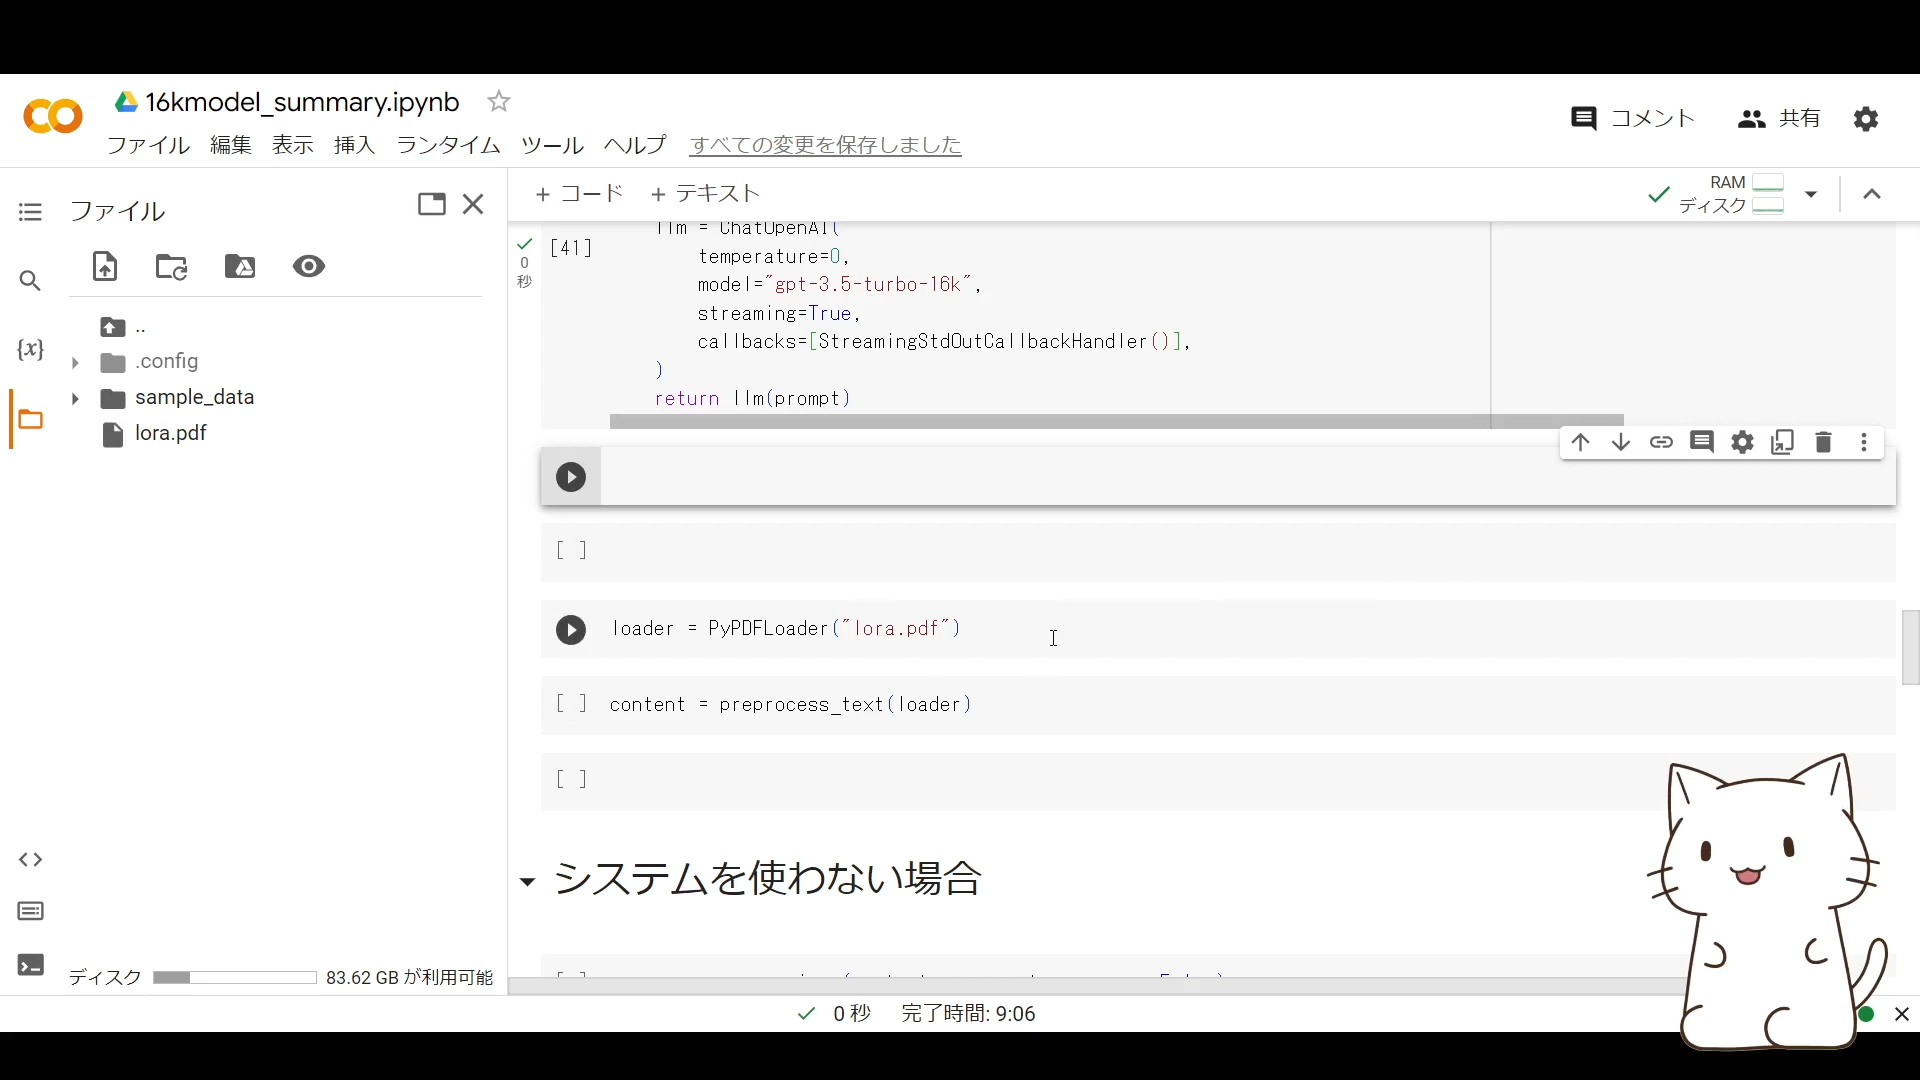 16kmodel_summary.ipynb
ファイル 編集 表示 挿入 ランタイム ツール ヘルプ すべての変更を保存しました
コメント 共有
ファイル
..
.config
sample_data
lora.pdf
ディスク 83.62 GB が利用可能
+ コード + テキスト
RAM
ディスク
[41]
0
秒
llm = ChatOpenAI(
temperature=0,
model="gpt-3.5-turbo-16k",
streaming=True,
callbacks=[StreamingStdOutCallbackHandler()],
)
return llm(prompt)
[ ]
loader = PyPDFLoader("lora.pdf")
[ ] content = preprocess_text(loader)
[ ]
システムを使わない場合
0 秒 完了時間: 9:06